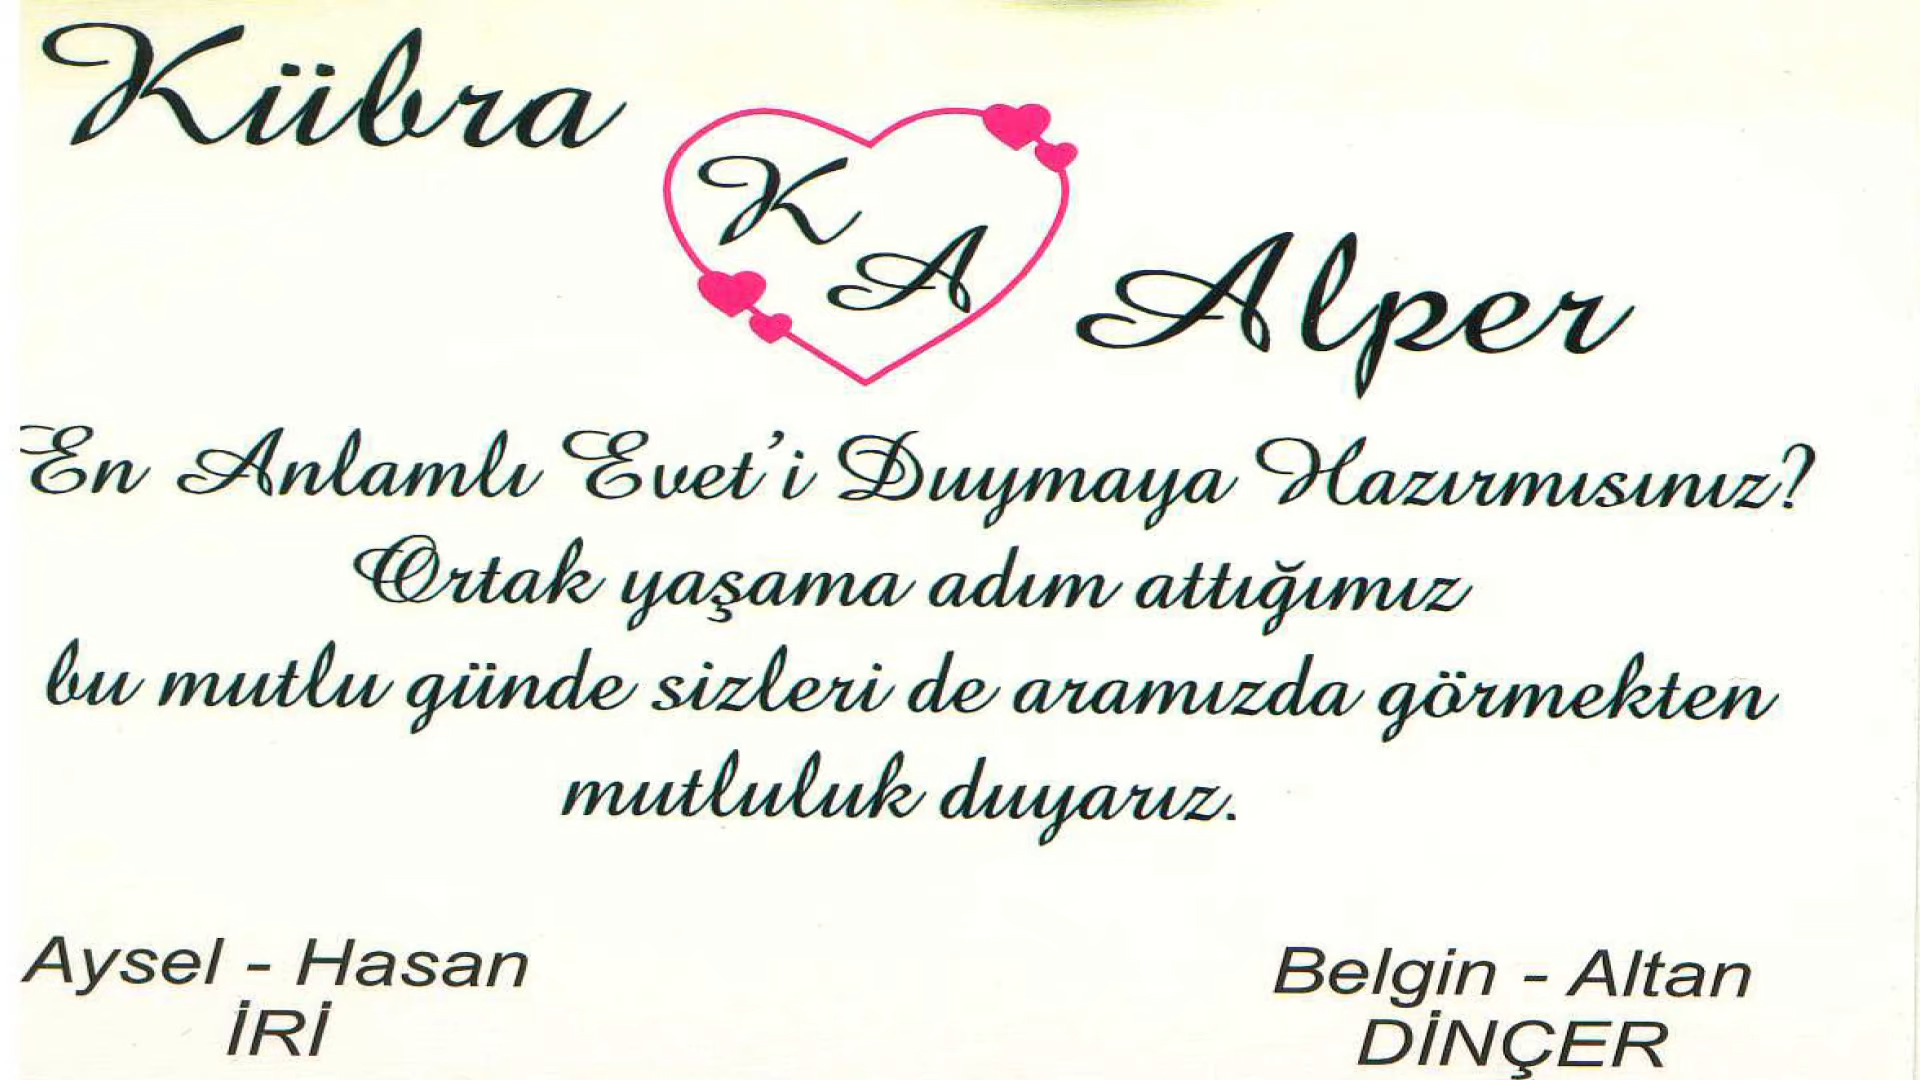 Kübra
K
A
Alper
En Anlamlı Evet'i Duymaya Hazırmısınız?
Ortak yaşama adım attığımız
bu mutlu günde sizleri de aramızda görmekten
mutluluk duyarız.
Aysel - Hasan
İRİ
Belgin - Altan
DİNÇER